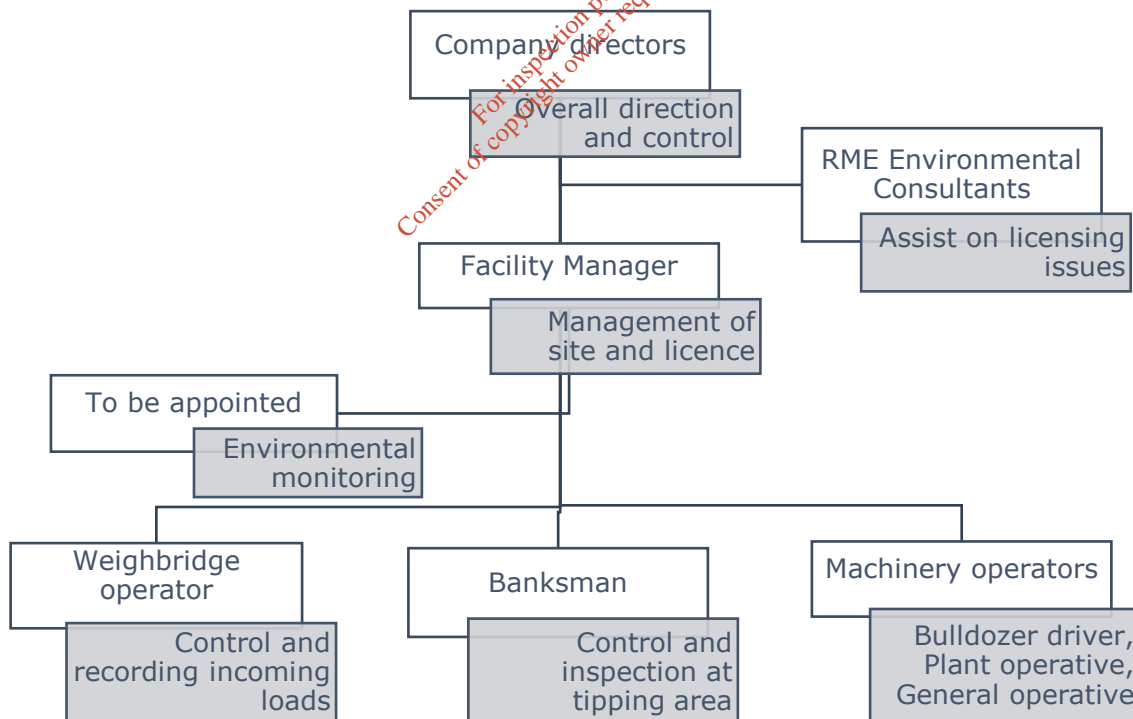 Company directors
Overall direction
and control
For inspection
Consent of copyright owner
RME Environmental
Consultants
Assist on licensing
issues
Facility Manager
Management of
site and licence
To be appointed
Environmental
monitoring
Weighbridge
operator
Control and
recording incoming
loads
Banksman
Control and
inspection at
tipping area
Machinery operators
Bulldozer driver,
Plant operative,
General operative